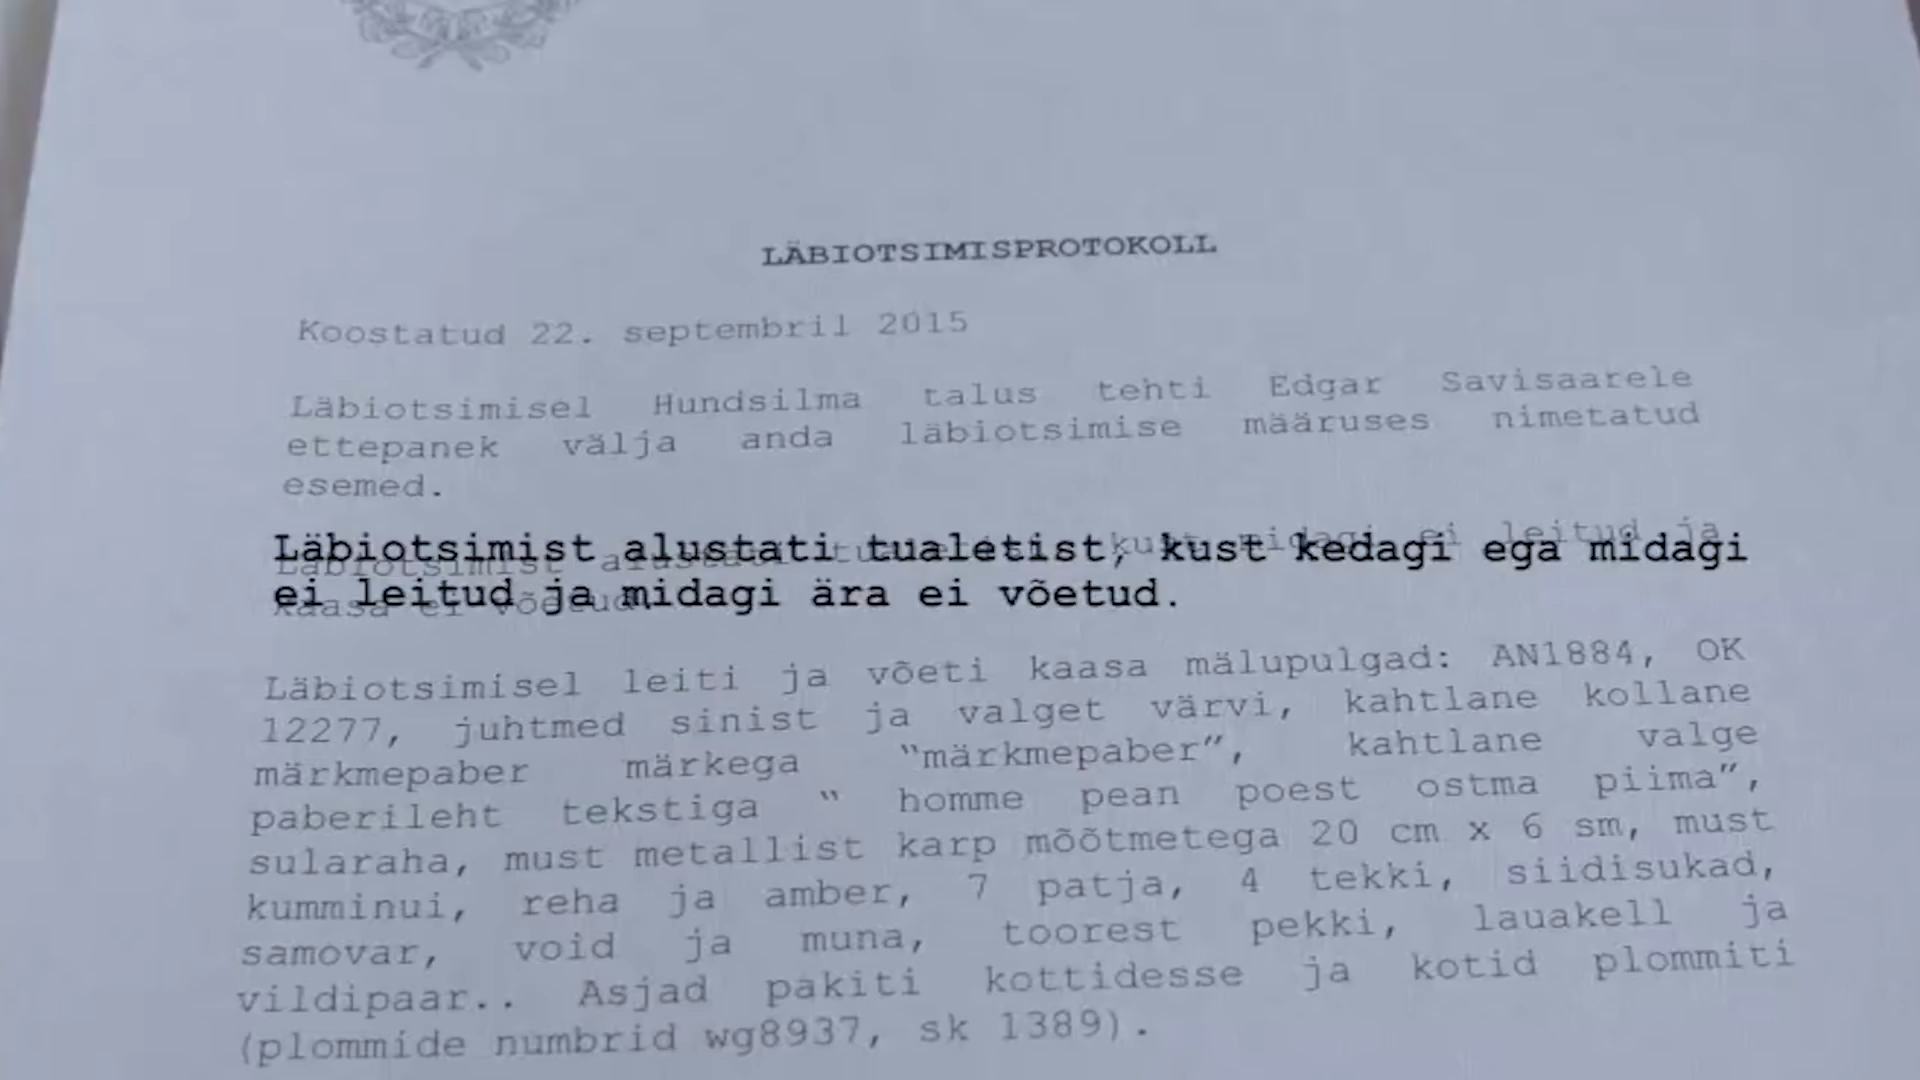 LÄBIOTSIMISPROTOKOLL
Koostatud 22. septembril 2015
Läbiotsimisel Hundsilma talus tehti Edgar Savisaarele
ettepanek välja anda läbiotsimise määruses nimetatud
esemed.
Läbiotsimist alustati tualetist, kust kedagi ega midagi
ei leitud ja midagi ära ei võetud.
Läbiotsimisel leiti ja võeti kaasa mälupulgad: AN1884, OK
12277, juhtmed sinist ja valget värvi, kahtlane kollane
märkmepaber märkega "märkmepaber", kahtlane valge
paberileht tekstiga " homme pean poest ostma piima",
sularaha, must metallist karp mõõtmetega 20 cm x 6 sm, must
kumminui, reha ja amber, 7 patja, 4 tekki, siidisukad,
samovar, void ja muna, toorest pekki, lauakell ja
vildipaar.. Asjad pakiti kottidesse ja kotid plommiti
(plommide numbrid wg8937, sk 1389).